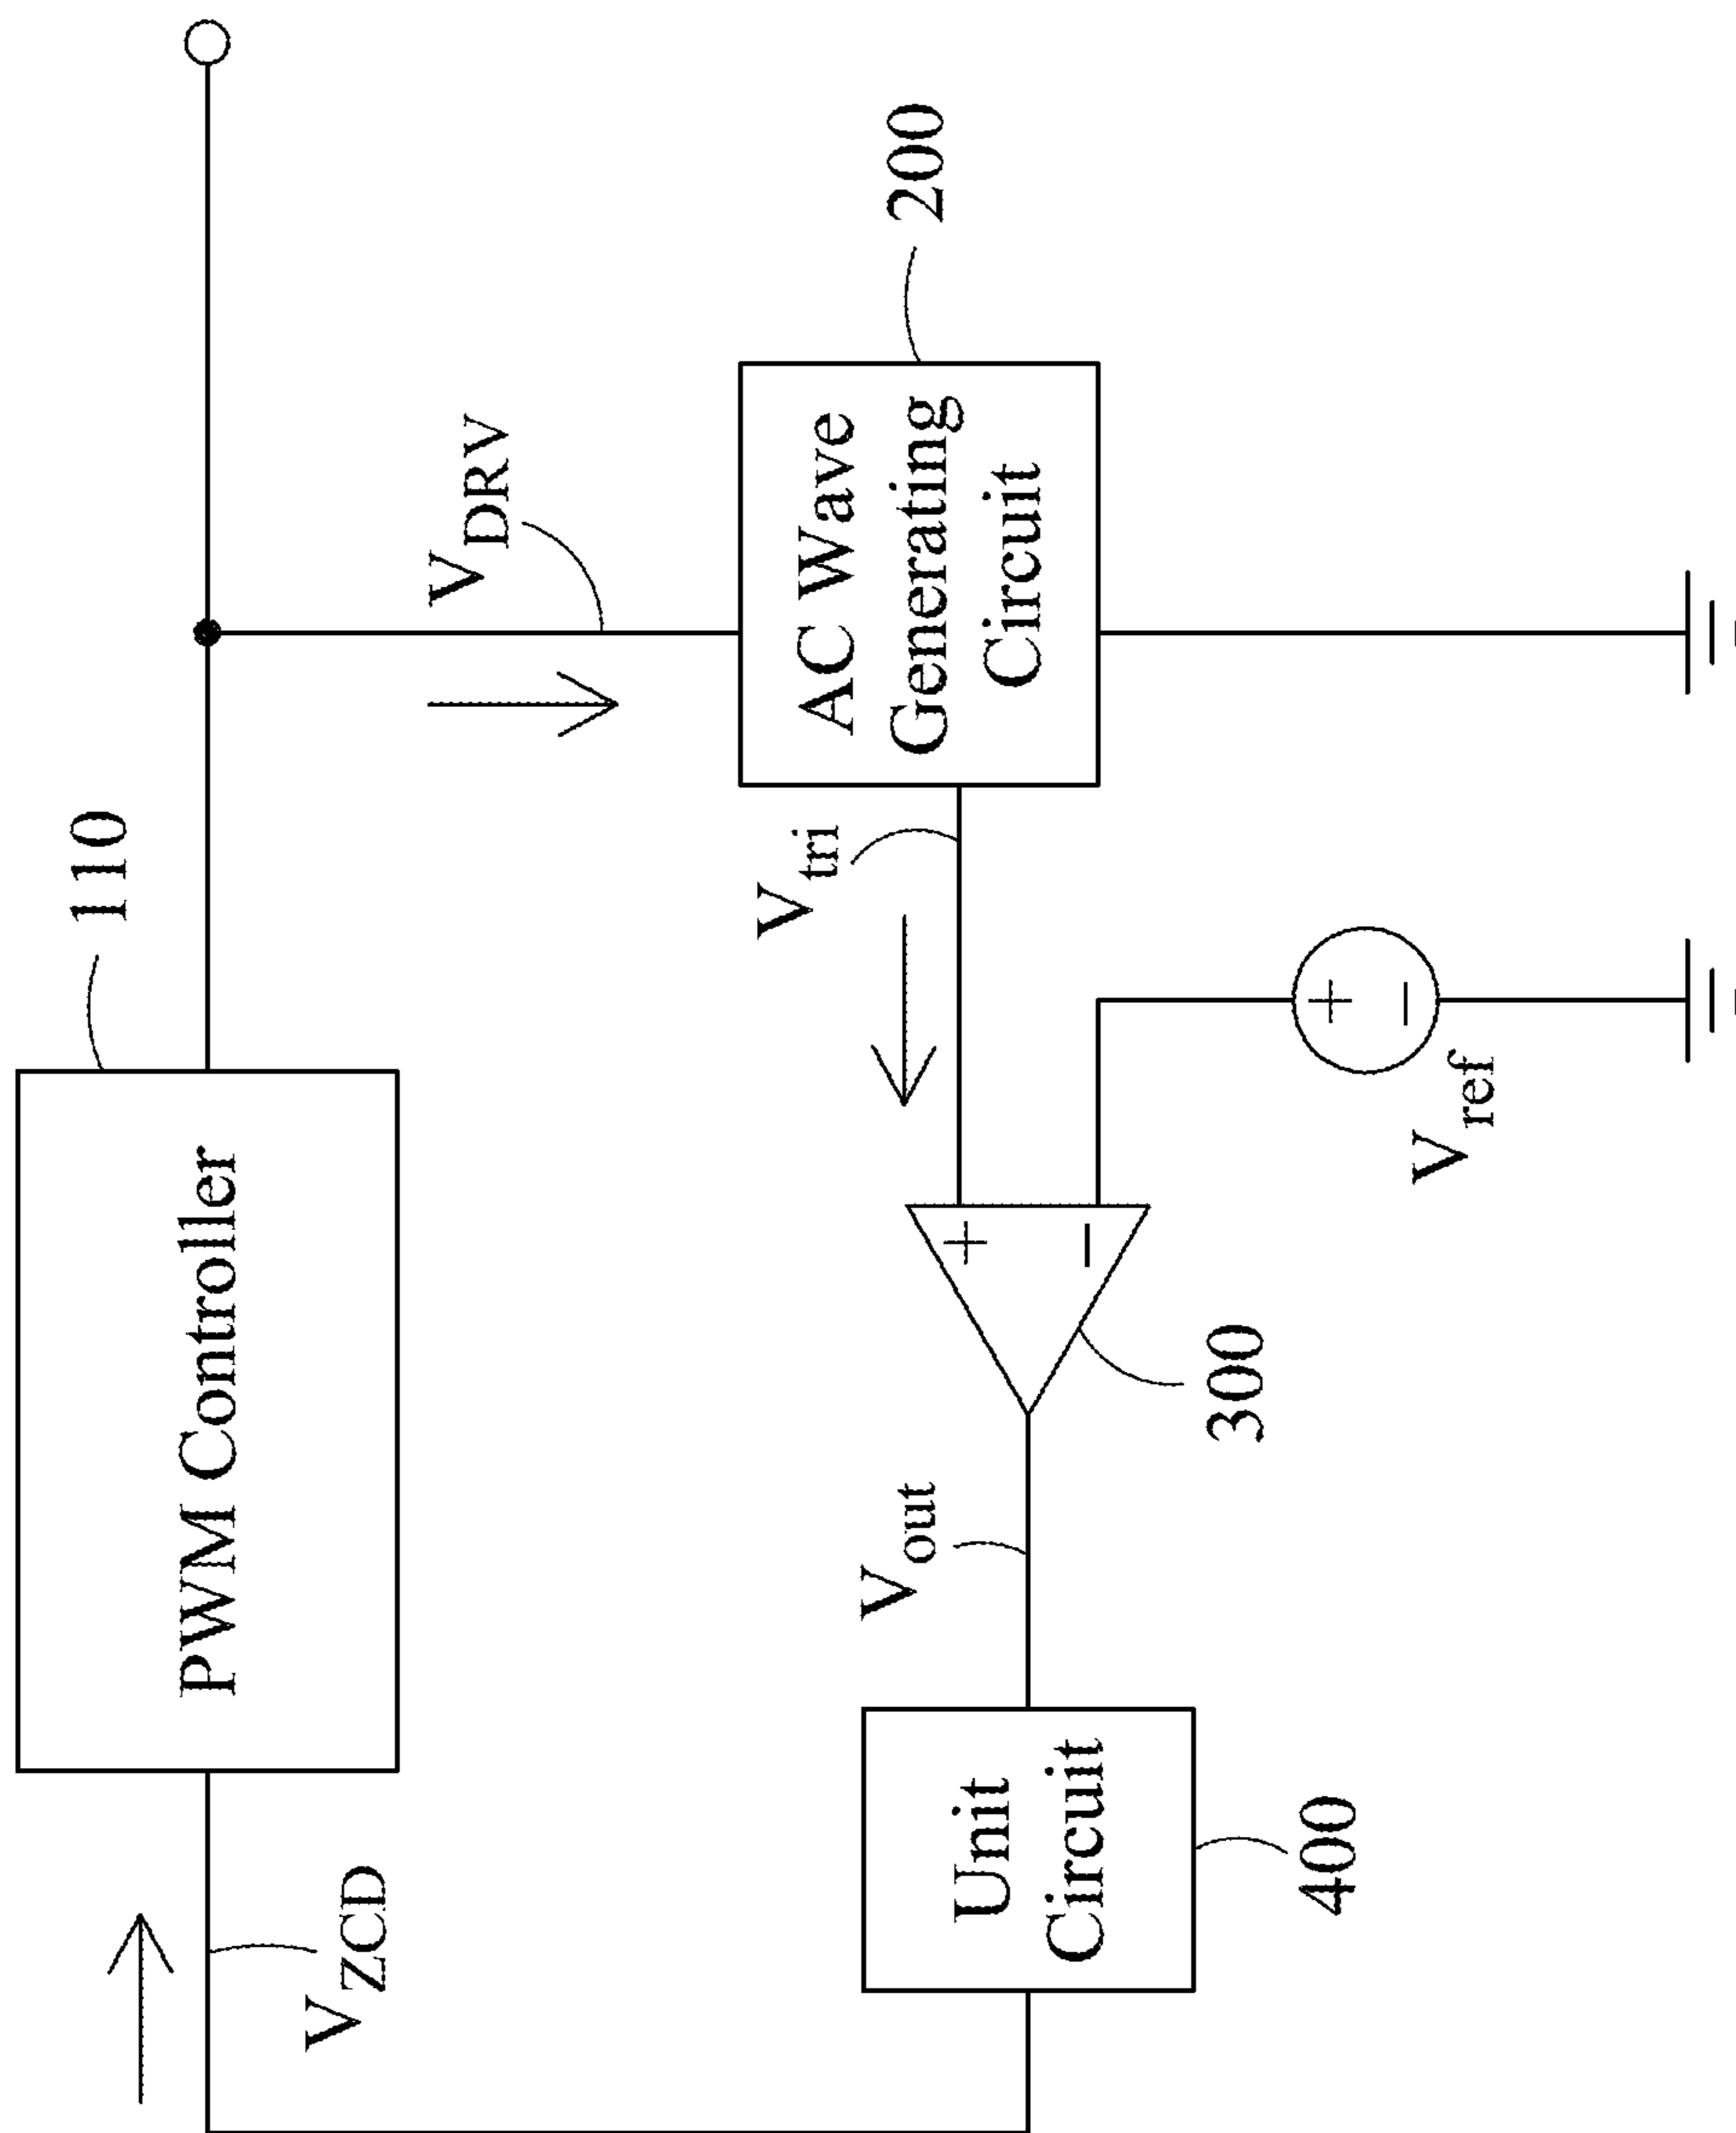 110
PWM Controller
V_ZCD
V_DRV
200
AC Wave
Generating
Circuit
V_tri
+
−
V_ref
+
−
300
V_out
Unit
Circuit
400